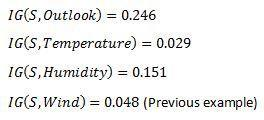 IG(S,Outlook) = 0.246
IG(S,Temperature) = 0.029
IG(S,Humidity) = 0.151
IG(S,Wind) = 0.048 (Previous example)